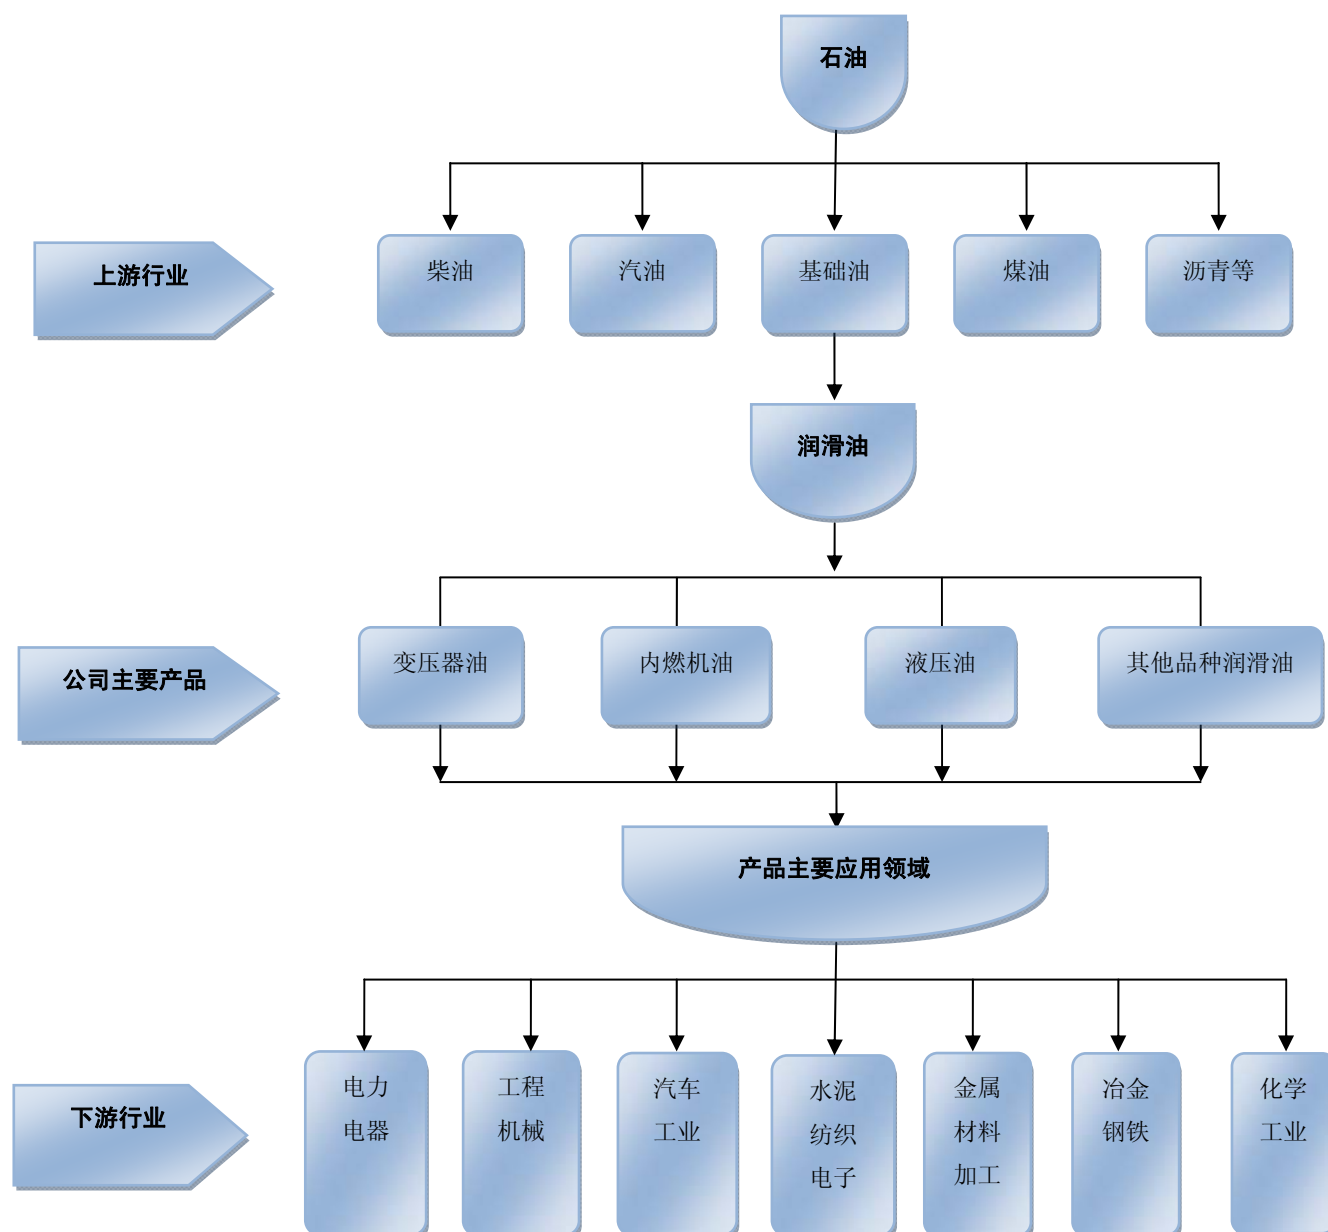 石油
上游行业
柴油
汽油
基础油
煤油
沥青等
润滑油
公司主要产品
变压器油
内燃机油
液压油
其他品种润滑油
产品主要应用领域
下游行业
电力
电器
工程
机械
汽车
工业
水泥
纺织
电子
金属
材料
加工
冶金
钢铁
化学
工业